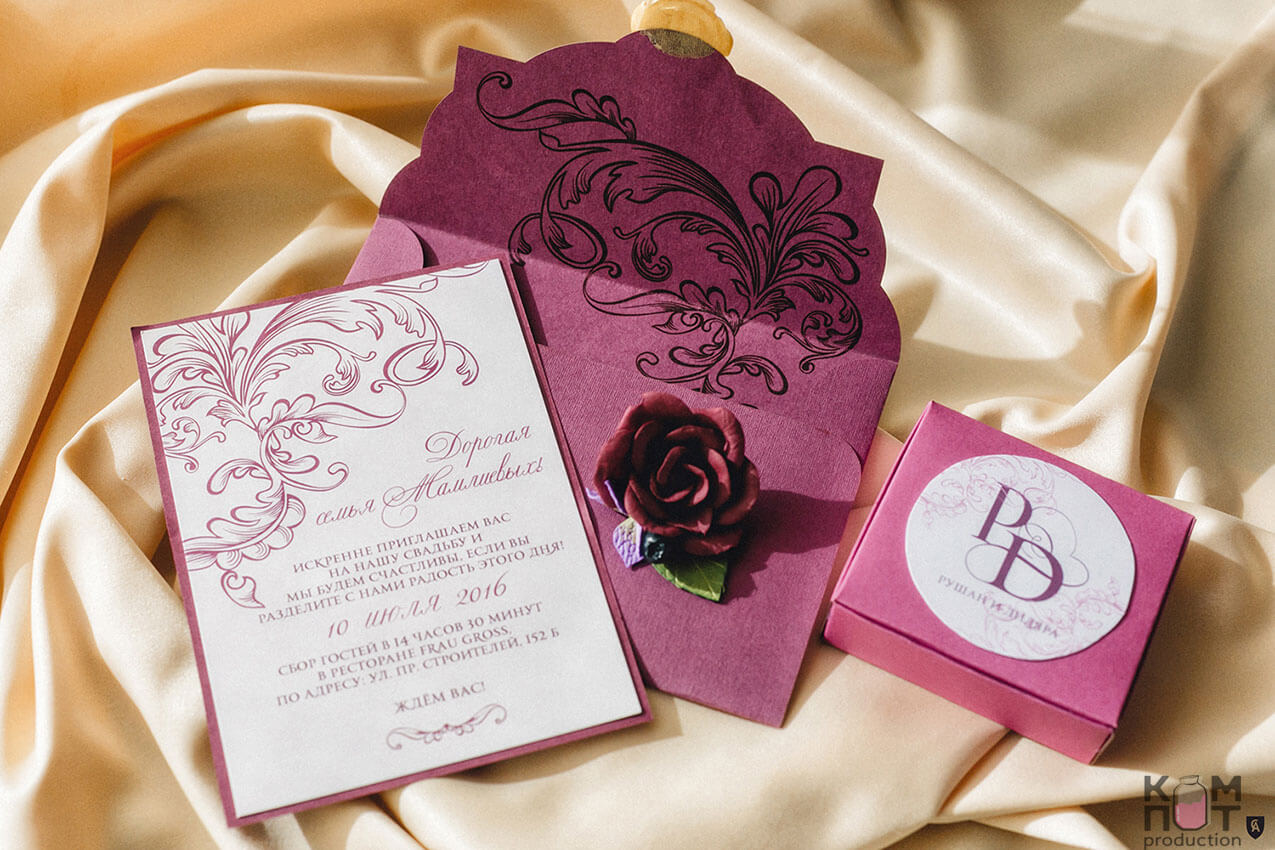 Дорогая
семья Мамлиевых!
ИСКРЕННЕ ПРИГЛАШАЕМ ВАС
НА НАШУ СВАДЬБУ И
МЫ БУДЕМ СЧАСТЛИВЫ, ЕСЛИ ВЫ
РАЗДЕЛИТЕ С НАМИ РАДОСТЬ ЭТОГО ДНЯ!
10 ИЮЛЯ 2016
СБОР ГОСТЕЙ В 14 ЧАСОВ 30 МИНУТ
В РЕСТОРАНЕ FRAU GROSS,
ПО АДРЕСУ: УЛ. ПР. СТРОИТЕЛЕЙ, 152 Б
ЖДЁМ ВАС!
РД
РУШАН И ДИДЯРА
КОМ
ПОТ
production